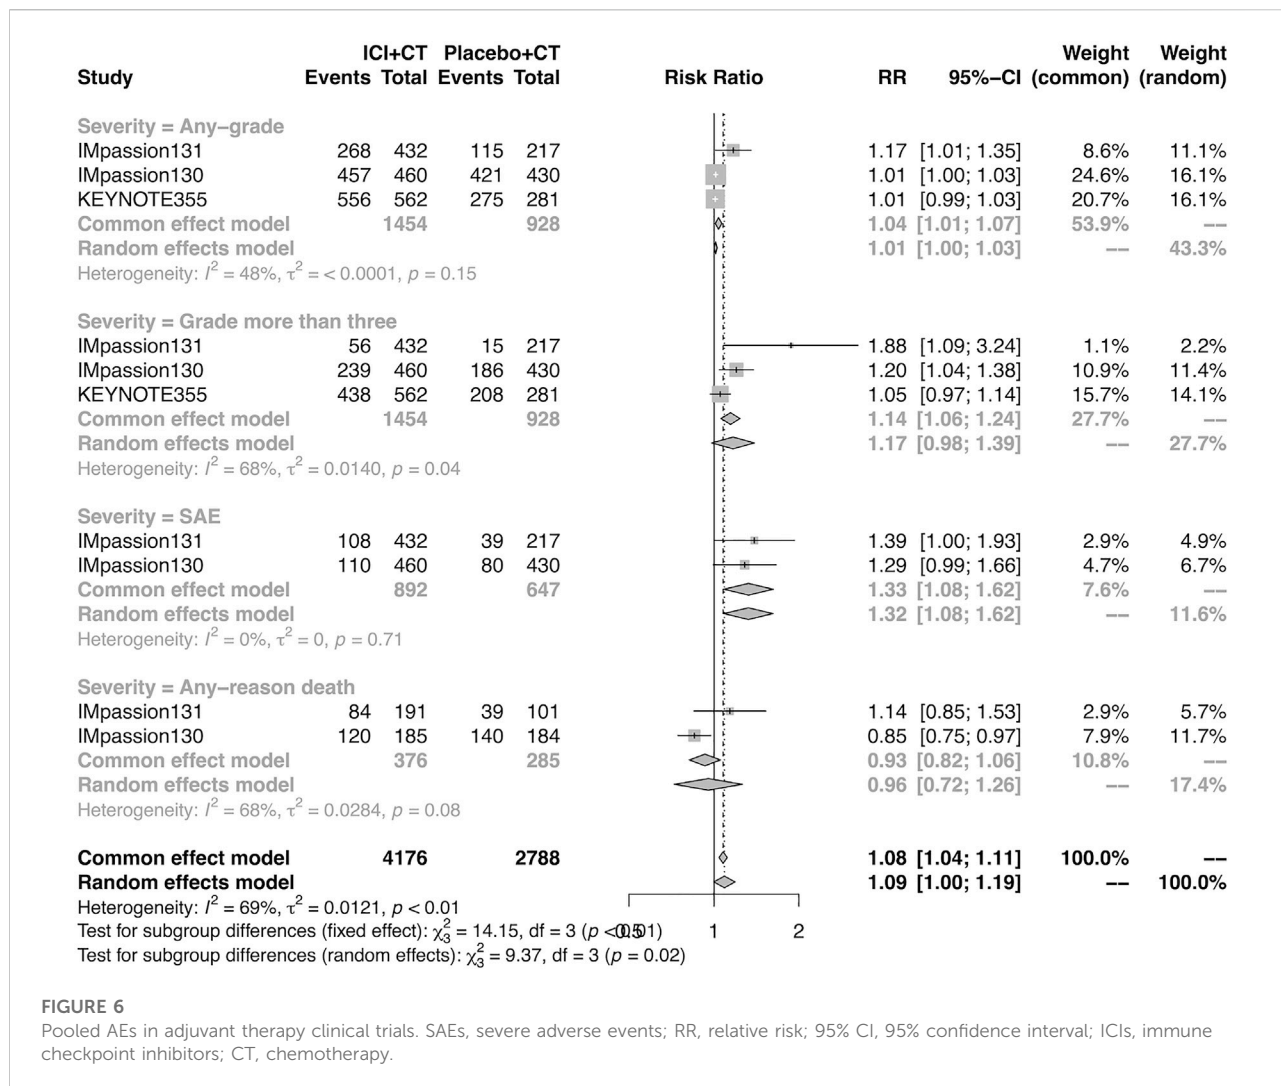 ICI+CT Placebo+CT Weight Weight
Study Events Total Events Total Risk Ratio RR 95%−CI (common) (random)
Severity = Any−grade
IMpassion131 268 432 115 217 1.17 [1.01; 1.35] 8.6% 11.1%
IMpassion130 457 460 421 430 1.01 [1.00; 1.03] 24.6% 16.1%
KEYNOTE355 556 562 275 281 1.01 [0.99; 1.03] 20.7% 16.1%
Common effect model 1454 928 1.04 [1.01; 1.07] 53.9% −−
Random effects model 1.01 [1.00; 1.03] −− 43.3%
Heterogeneity: I² = 48%, τ² = < 0.0001, p = 0.15
Severity = Grade more than three
IMpassion131 56 432 15 217 1.88 [1.09; 3.24] 1.1% 2.2%
IMpassion130 239 460 186 430 1.20 [1.04; 1.38] 10.9% 11.4%
KEYNOTE355 438 562 208 281 1.05 [0.97; 1.14] 15.7% 14.1%
Common effect model 1454 928 1.14 [1.06; 1.24] 27.7% −−
Random effects model 1.17 [0.98; 1.39] −− 27.7%
Heterogeneity: I² = 68%, τ² = 0.0140, p = 0.04
Severity = SAE
IMpassion131 108 432 39 217 1.39 [1.00; 1.93] 2.9% 4.9%
IMpassion130 110 460 80 430 1.29 [0.99; 1.66] 4.7% 6.7%
Common effect model 892 647 1.33 [1.08; 1.62] 7.6% −−
Random effects model 1.32 [1.08; 1.62] −− 11.6%
Heterogeneity: I² = 0%, τ² = 0, p = 0.71
Severity = Any−reason death
IMpassion131 84 191 39 101 1.14 [0.85; 1.53] 2.9% 5.7%
IMpassion130 120 185 140 184 0.85 [0.75; 0.97] 7.9% 11.7%
Common effect model 376 285 0.93 [0.82; 1.06] 10.8% −−
Random effects model 0.96 [0.72; 1.26] −− 17.4%
Heterogeneity: I² = 68%, τ² = 0.0284, p = 0.08
Common effect model 4176 2788 1.08 [1.04; 1.11] 100.0% −−
Random effects model 1.09 [1.00; 1.19] −− 100.0%
Heterogeneity: I² = 69%, τ² = 0.0121, p < 0.01
Test for subgroup differences (fixed effect): χ²₃ = 14.15, df = 3 (p < 0.01) 0.5 1 2
Test for subgroup differences (random effects): χ²₃ = 9.37, df = 3 (p = 0.02)
FIGURE 6
Pooled AEs in adjuvant therapy clinical trials. SAEs, severe adverse events; RR, relative risk; 95% CI, 95% confidence interval; ICIs, immune
checkpoint inhibitors; CT, chemotherapy.